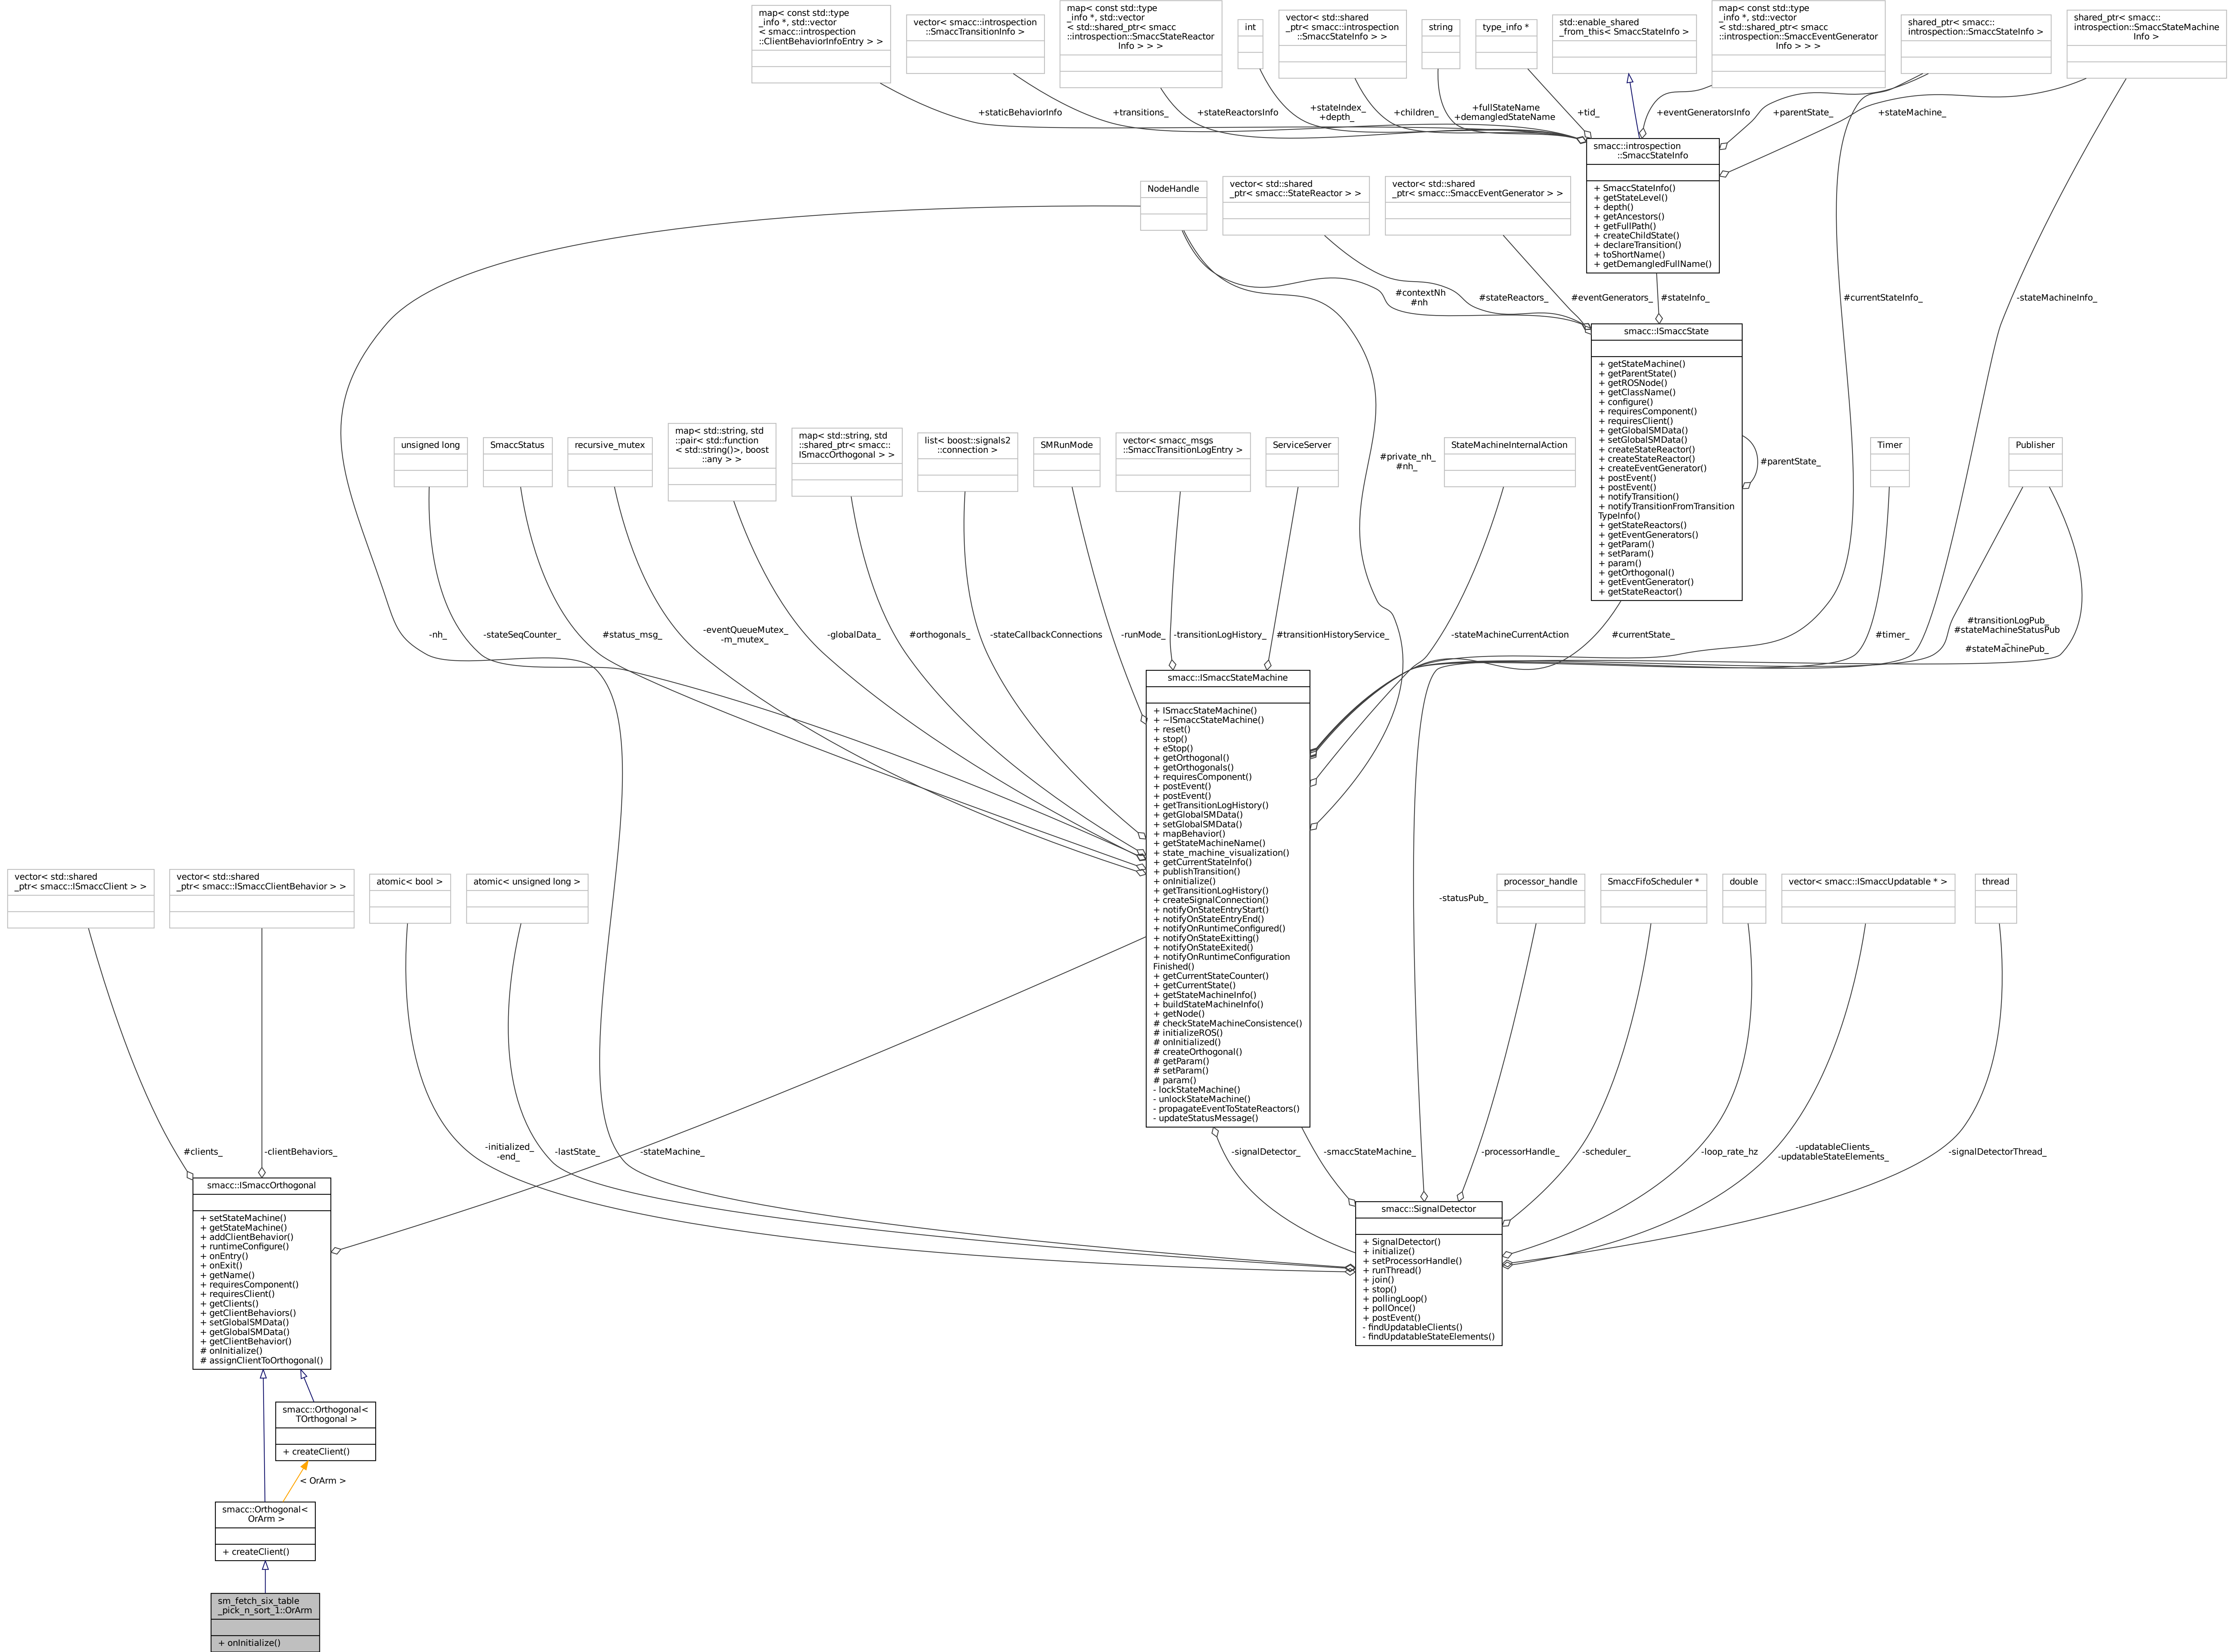 map< const std::type
_info *, std::vector
< smacc::introspection
::ClientBehaviorInfoEntry > >
vector< smacc::introspection
::SmaccTransitionInfo >
map< const std::type
_info *, std::vector
< std::shared_ptr< smacc
::introspection::SmaccStateReactor
Info > > >
int
vector< std::shared
_ptr< smacc::introspection
::SmaccStateInfo > >
string
type_info *
std::enable_shared
_from_this< SmaccStateInfo >
map< const std::type
_info *, std::vector
< std::shared_ptr< smacc
::introspection::SmaccEventGenerator
Info > > >
shared_ptr< smacc::
introspection::SmaccStateInfo >
shared_ptr< smacc::
introspection::SmaccStateMachine
Info >
+staticBehaviorInfo
+transitions_
+stateReactorsInfo
+stateIndex_
+depth_
+children_
+fullStateName
+demangledStateName
+tid_
+eventGeneratorsInfo
+parentState_
+stateMachine_
smacc::introspection
::SmaccStateInfo
+ SmaccStateInfo()
+ getStateLevel()
+ depth()
+ getAncestors()
+ getFullPath()
+ createChildState()
+ declareTransition()
+ toShortName()
+ getDemangledFullName()
NodeHandle
vector< std::shared
_ptr< smacc::StateReactor > >
vector< std::shared
_ptr< smacc::SmaccEventGenerator > >
#contextNh
#nh
#stateReactors_
#eventGenerators_
#stateInfo_
#currentStateInfo_
-stateMachineInfo_
smacc::ISmaccState
+ getStateMachine()
+ getParentState()
+ getROSNode()
+ getClassName()
+ configure()
+ requiresComponent()
+ requiresClient()
+ getGlobalSMData()
+ setGlobalSMData()
+ createStateReactor()
+ createStateReactor()
+ createEventGenerator()
+ postEvent()
+ postEvent()
+ notifyTransition()
+ notifyTransitionFromTransition
TypeInfo()
+ getStateReactors()
+ getEventGenerators()
+ getParam()
+ setParam()
+ param()
+ getOrthogonal()
+ getEventGenerator()
+ getStateReactor()
#parentState_
unsigned long
SmaccStatus
recursive_mutex
map< std::string, std
::pair< std::function
< std::string()>, boost
::any > >
map< std::string, std
::shared_ptr< smacc::
ISmaccOrthogonal > >
list< boost::signals2
::connection >
SMRunMode
vector< smacc_msgs
::SmaccTransitionLogEntry >
ServiceServer
#private_nh_
#nh_
StateMachineInternalAction
Timer
Publisher
-nh_
-stateSeqCounter_
#status_msg_
-eventQueueMutex_
-m_mutex_
-globalData_
#orthogonals_
-stateCallbackConnections
-runMode_
-transitionLogHistory_
#transitionHistoryService_
-stateMachineCurrentAction
#currentState_
#timer_
#transitionLogPub_
#stateMachineStatusPub
_
#stateMachinePub_
smacc::ISmaccStateMachine
+ ISmaccStateMachine()
+ ~ISmaccStateMachine()
+ reset()
+ stop()
+ eStop()
+ getOrthogonal()
+ getOrthogonals()
+ requiresComponent()
+ postEvent()
+ postEvent()
+ getTransitionLogHistory()
+ getGlobalSMData()
+ setGlobalSMData()
+ mapBehavior()
+ getStateMachineName()
+ state_machine_visualization()
+ getCurrentStateInfo()
+ publishTransition()
+ onInitialize()
+ getTransitionLogHistory()
+ createSignalConnection()
+ notifyOnStateEntryStart()
+ notifyOnStateEntryEnd()
+ notifyOnRuntimeConfigured()
+ notifyOnStateExitting()
+ notifyOnStateExited()
+ notifyOnRuntimeConfiguration
Finished()
+ getCurrentStateCounter()
+ getCurrentState()
+ getStateMachineInfo()
+ buildStateMachineInfo()
+ getNode()
# checkStateMachineConsistence()
# initializeROS()
# onInitialized()
# createOrthogonal()
# getParam()
# setParam()
# param()
- lockStateMachine()
- unlockStateMachine()
- propagateEventToStateReactors()
- updateStatusMessage()
vector< std::shared
_ptr< smacc::ISmaccClient > >
vector< std::shared
_ptr< smacc::ISmaccClientBehavior > >
atomic< bool >
atomic< unsigned long >
-statusPub_
processor_handle
SmaccFifoScheduler *
double
vector< smacc::ISmaccUpdatable * >
thread
#clients_
-clientBehaviors_
-initialized_
-end_
-lastState_
-stateMachine_
-signalDetector_
-smaccStateMachine_
-processorHandle_
-scheduler_
-loop_rate_hz
-updatableClients_
-updatableStateElements_
-signalDetectorThread_
smacc::ISmaccOrthogonal
+ setStateMachine()
+ getStateMachine()
+ addClientBehavior()
+ runtimeConfigure()
+ onEntry()
+ onExit()
+ getName()
+ requiresComponent()
+ requiresClient()
+ getClients()
+ getClientBehaviors()
+ setGlobalSMData()
+ getGlobalSMData()
+ getClientBehavior()
# onInitialize()
# assignClientToOrthogonal()
smacc::SignalDetector
+ SignalDetector()
+ initialize()
+ setProcessorHandle()
+ runThread()
+ join()
+ stop()
+ pollingLoop()
+ pollOnce()
+ postEvent()
- findUpdatableClients()
- findUpdatableStateElements()
smacc::Orthogonal<
TOrthogonal >
+ createClient()
< OrArm >
smacc::Orthogonal<
OrArm >
+ createClient()
sm_fetch_six_table
_pick_n_sort_1::OrArm
+ onInitialize()